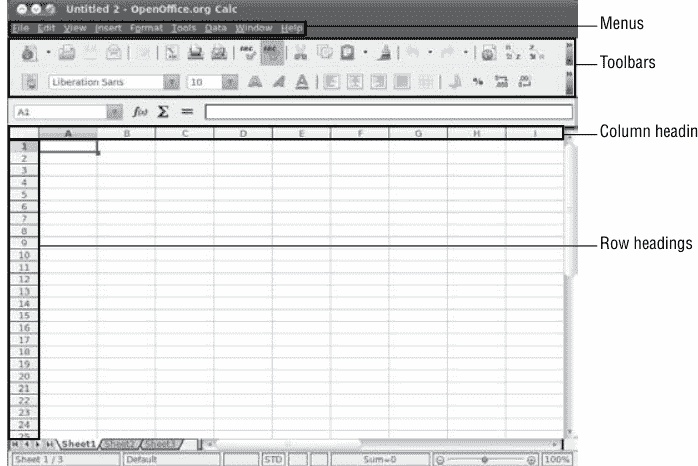 Untitled 2 - OpenOffice.org Calc
File Edit View Insert Format Tools Data Window Help
Menus
Toolbars
Liberation Sans 10
A1 f(x) Σ =
Column headin
A B C D E F G H I
1
2
3
4
5
6
7
8
9
Row headings
10
11
12
13
14
15
16
17
18
19
20
21
22
23
24
25
Sheet1 Sheet2 Sheet3
Sheet 1 / 3 Default STD Sum=0 100%